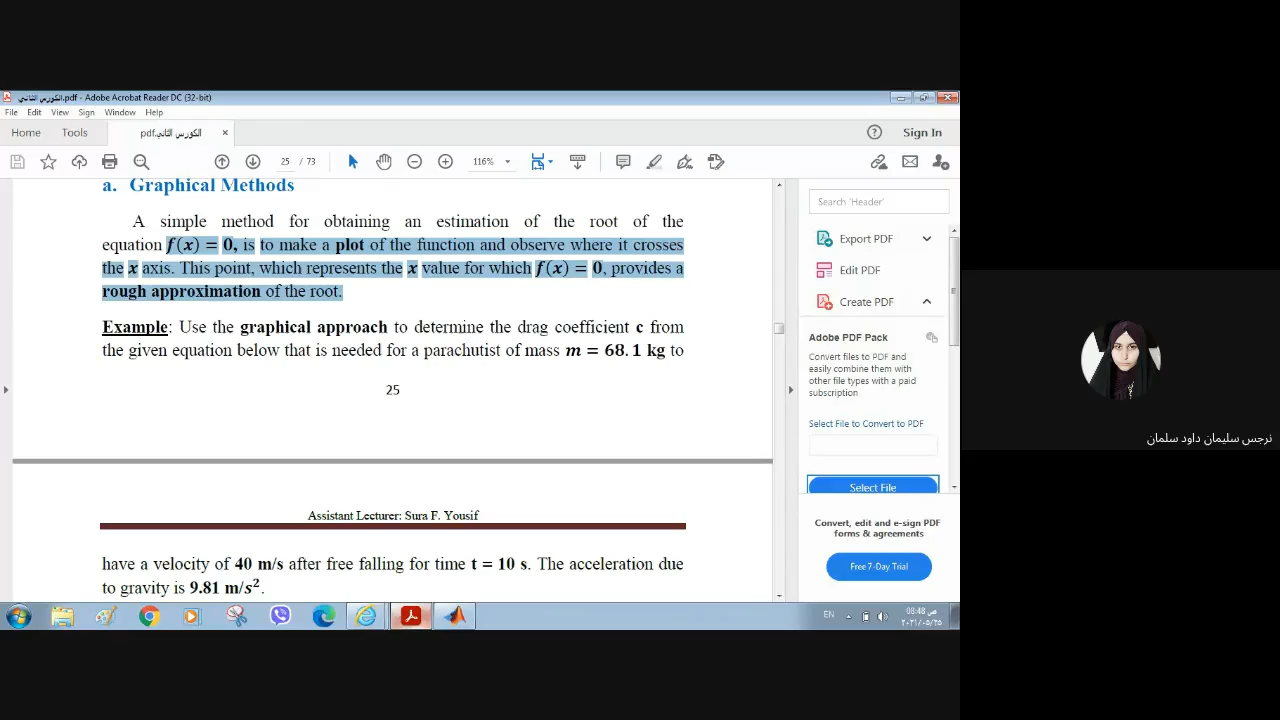 الكورس الثاني.pdf - Adobe Acrobat Reader DC (32-bit)
File Edit View Sign Window Help
Home Tools الكورس الثاني.pdf × Sign In
25 / 73 116%
a. Graphical Methods
A simple method for obtaining an estimation of the root of the
equation f(x) = 0, is to make a plot of the function and observe where it crosses
the x axis. This point, which represents the x value for which f(x) = 0, provides a
rough approximation of the root.
Example: Use the graphical approach to determine the drag coefficient c from
the given equation below that is needed for a parachutist of mass m = 68.1 kg to
25
Assistant Lecturer: Sura F. Yousif
have a velocity of 40 m/s after free falling for time t = 10 s. The acceleration due
to gravity is 9.81 m/s².
Search 'Header'
Export PDF
Edit PDF
Create PDF
Adobe PDF Pack
Convert files to PDF and
easily combine them with
other file types with a paid
subscription
Select File to Convert to PDF
Select File
Convert, edit and e-sign PDF
forms & agreements
Free 7-Day Trial
EN
08:48 ص
٢٠٢١/٠٥/٢٥
نرجس سليمان داود سلمان